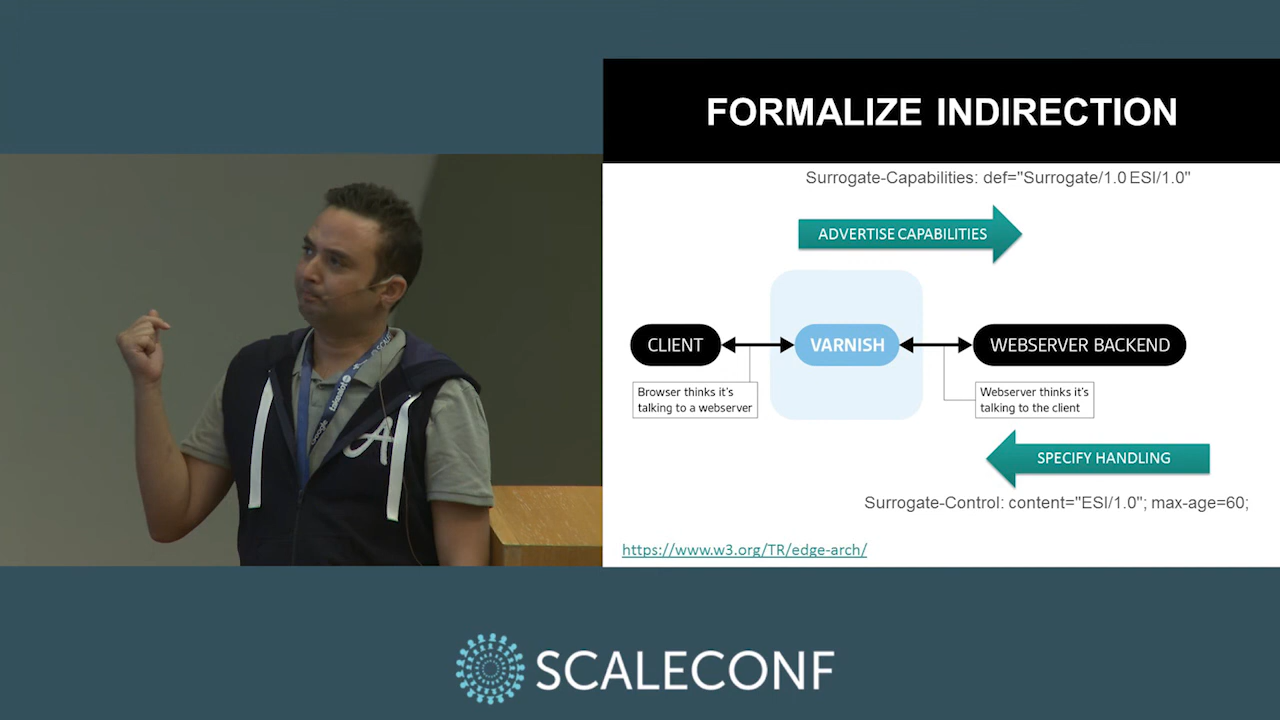 FORMALIZE INDIRECTION
Surrogate-Capabilities: def="Surrogate/1.0 ESI/1.0"
ADVERTISE CAPABILITIES
CLIENT
VARNISH
WEBSERVER BACKEND
Browser thinks it's
talking to a webserver
Webserver thinks it's
talking to the client
SPECIFY HANDLING
Surrogate-Control: content="ESI/1.0"; max-age=60;
https://www.w3.org/TR/edge-arch/
A
SCALECONF